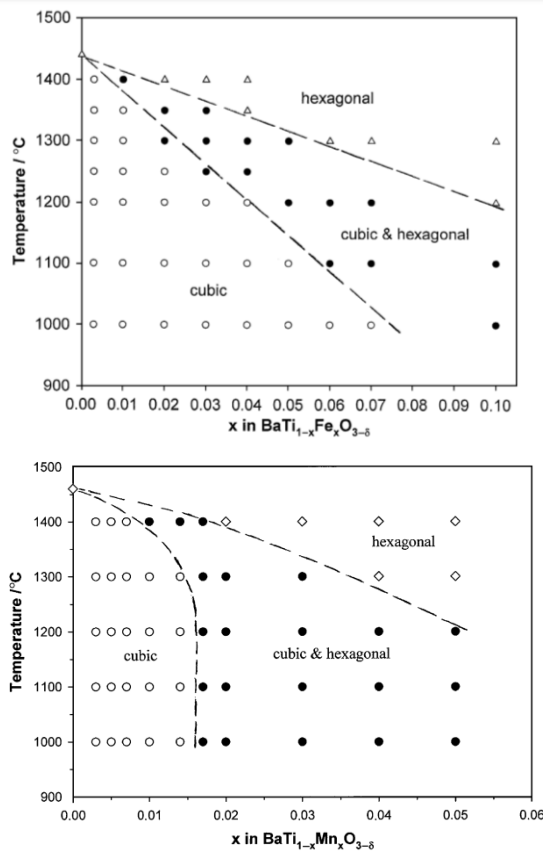 1500
1400
1300
1200
1100
1000
900
Temperature / °C
hexagonal
cubic & hexagonal
cubic
0.00 0.01 0.02 0.03 0.04 0.05 0.06 0.07 0.08 0.09 0.10
x in BaTi₁₋ₓFeₓO₃₋δ
1500
1400
1300
1200
1100
1000
900
Temperature /°C
hexagonal
cubic
cubic & hexagonal
0.00 0.01 0.02 0.03 0.04 0.05 0.06
x in BaTi₁₋ₓMnₓO₃₋δ